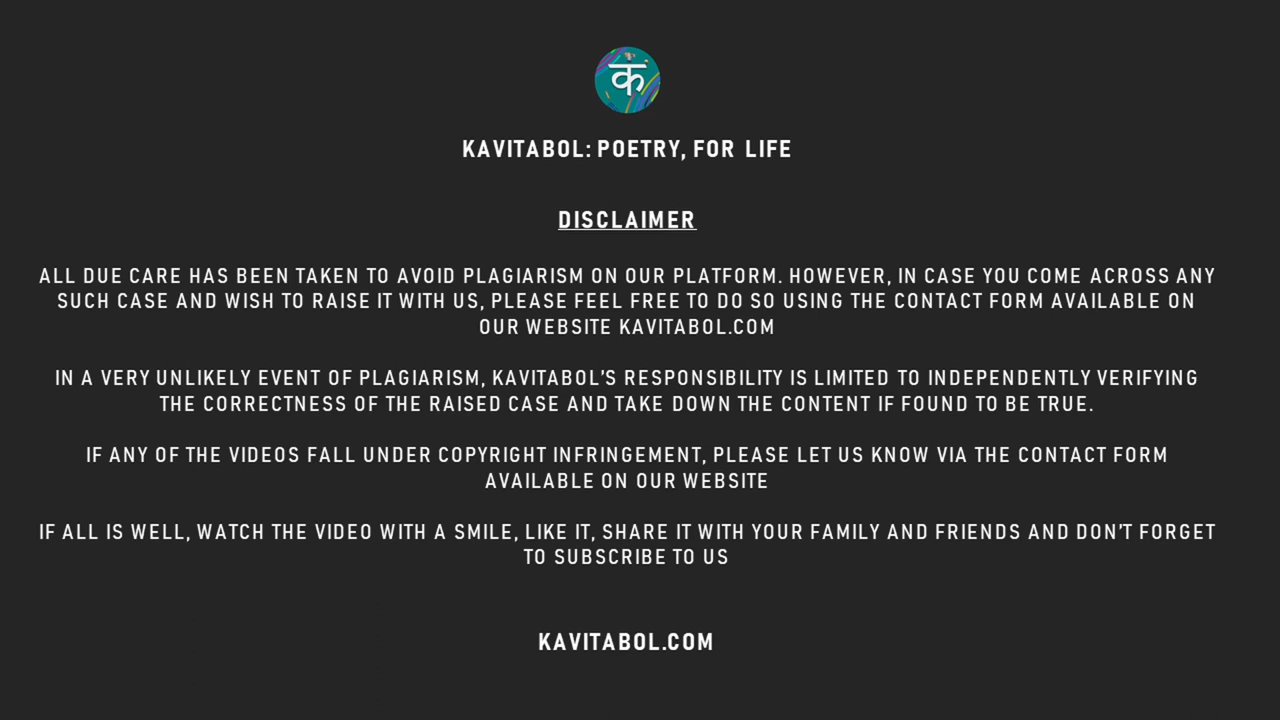 क
KAVITABOL: POETRY, FOR LIFE
DISCLAIMER
ALL DUE CARE HAS BEEN TAKEN TO AVOID PLAGIARISM ON OUR PLATFORM. HOWEVER, IN CASE YOU COME ACROSS ANY
SUCH CASE AND WISH TO RAISE IT WITH US, PLEASE FEEL FREE TO DO SO USING THE CONTACT FORM AVAILABLE ON
OUR WEBSITE KAVITABOL.COM
IN A VERY UNLIKELY EVENT OF PLAGIARISM, KAVITABOL’S RESPONSIBILITY IS LIMITED TO INDEPENDENTLY VERIFYING
THE CORRECTNESS OF THE RAISED CASE AND TAKE DOWN THE CONTENT IF FOUND TO BE TRUE.
IF ANY OF THE VIDEOS FALL UNDER COPYRIGHT INFRINGEMENT, PLEASE LET US KNOW VIA THE CONTACT FORM
AVAILABLE ON OUR WEBSITE
IF ALL IS WELL, WATCH THE VIDEO WITH A SMILE, LIKE IT, SHARE IT WITH YOUR FAMILY AND FRIENDS AND DON’T FORGET
TO SUBSCRIBE TO US
KAVITABOL.COM